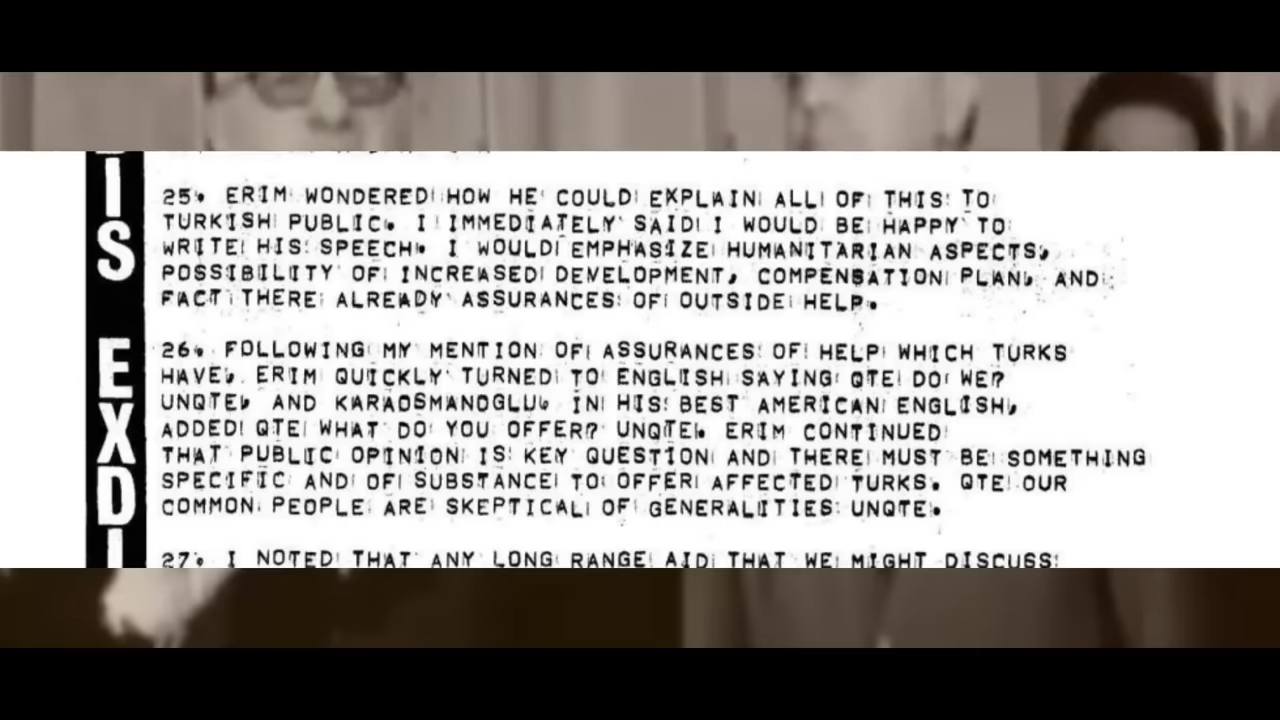 IS EXDI
25. ERIM WONDERED HOW HE COULD EXPLAIN ALL OF THIS TO
TURKISH PUBLIC. I IMMEDIATELY SAID I WOULD BE HAPPY TO
WRITE HIS SPEECH. I WOULD EMPHASIZE HUMANITARIAN ASPECTS,
POSSIBILITY OF INCREASED DEVELOPMENT, COMPENSATION PLAN, AND
FACT THERE ALREADY ASSURANCES OF OUTSIDE HELP.
26. FOLLOWING MY MENTION OF ASSURANCES OF HELP WHICH TURKS
HAVE, ERIM QUICKLY TURNED TO ENGLISH SAYING QTE DO WE?
UNQTE, AND KARAOSMANOGLU, IN HIS BEST AMERICAN ENGLISH,
ADDED QTE WHAT DO YOU OFFER? UNQTE. ERIM CONTINUED
THAT PUBLIC OPINION IS KEY QUESTION AND THERE MUST BE SOMETHING
SPECIFIC AND OF SUBSTANCE TO OFFER AFFECTED TURKS. QTE OUR
COMMON PEOPLE ARE SKEPTICAL OF GENERALITIES UNQTE.
27. I NOTED THAT ANY LONG RANGE AID THAT WE MIGHT DISCUSS